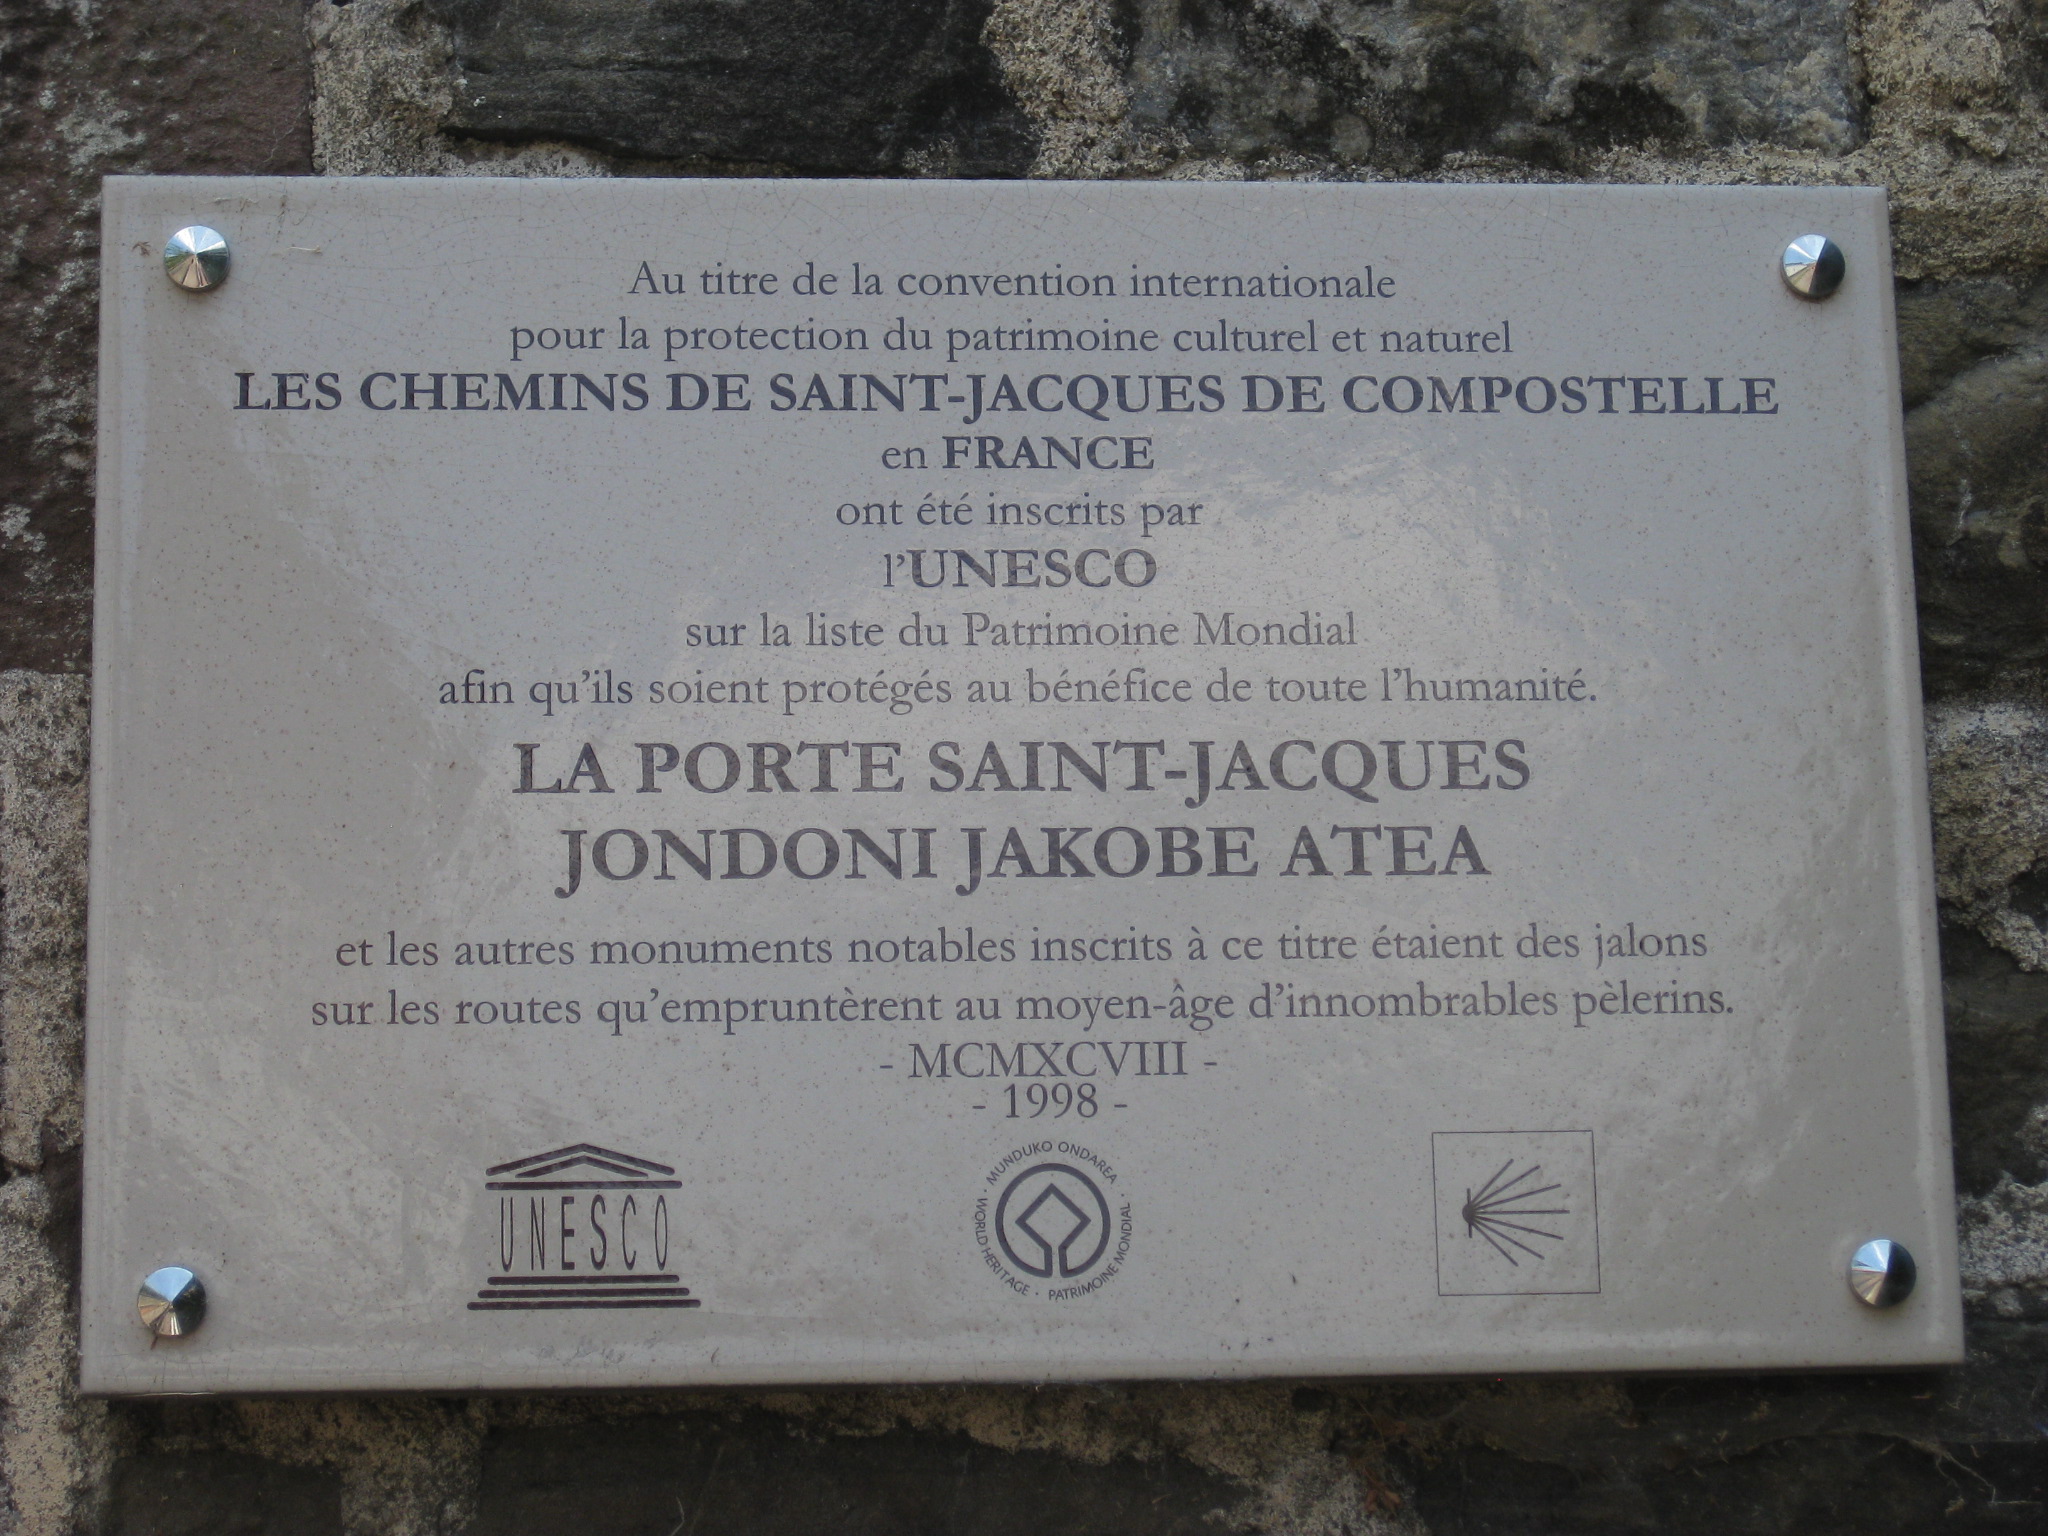 Au titre de la convention internationale
pour la protection du patrimoine culturel et naturel
LES CHEMINS DE SAINT-JACQUES DE COMPOSTELLE
en FRANCE
ont été inscrits par
l'UNESCO
sur la liste du Patrimoine Mondial
afin qu'ils soient protégés au bénéfice de toute l'humanité.
LA PORTE SAINT-JACQUES
JONDONI JAKOBE ATEA
et les autres monuments notables inscrits à ce titre étaient des jalons
sur les routes qu'empruntèrent au moyen-âge d'innombrables pèlerins.
- MCMXCVIII -
- 1998 -
UNESCO
MUNDUKO ONDAREA · WORLD HERITAGE · PATRIMOINE MONDIAL ·